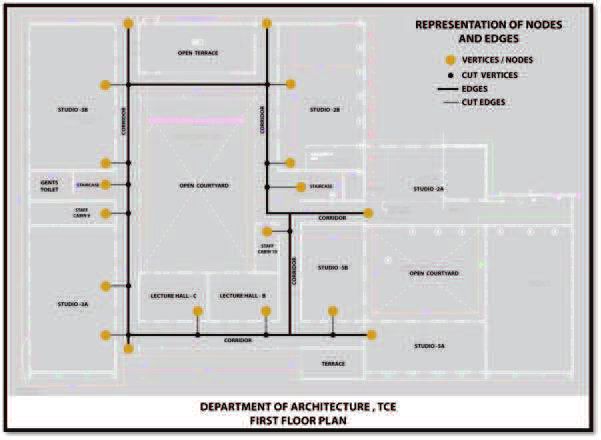 REPRESENTATION OF NODES
AND EDGES
VERTICES / NODES
CUT VERTICES
EDGES
CUT EDGES
OPEN TERRACE
STUDIO -3B
CORRIDOR
CORRIDOR
STUDIO -2B
GENTS
TOILET
STAIRCASE
OPEN COURTYARD
STAIRCASE
STUDIO -2A
STAFF
CABIN 9
CORRIDOR
STAFF
CABIN 10
CORRIDOR
STUDIO -5B
OPEN COURTYARD
STUDIO -3A
LECTURE HALL - C
LECTURE HALL - B
CORRIDOR
STUDIO -5A
TERRACE
DEPARTMENT OF ARCHITECTURE , TCE
FIRST FLOOR PLAN